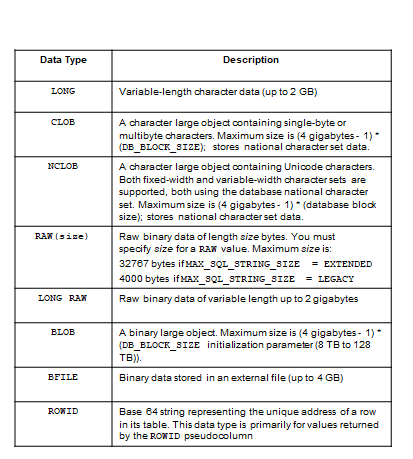 Data Type Description
LONG Variable-length character data (up to 2 GB)
CLOB A character large object containing single-byte or
multibyte characters. Maximum size is (4 gigabytes - 1) *
(DB_BLOCK_SIZE); stores national character set data.
NCLOB A character large object containing Unicode characters.
Both fixed-width and variable-width character sets are
supported, both using the database national character
set. Maximum size is (4 gigabytes - 1) * (database block
size); stores national character set data.
RAW(size) Raw binary data of length size bytes. You must
specify size for a RAW value. Maximum size is:
32767 bytes if MAX_SQL_STRING_SIZE = EXTENDED
4000 bytes if MAX_SQL_STRING_SIZE = LEGACY
LONG RAW Raw binary data of variable length up to 2 gigabytes
BLOB A binary large object. Maximum size is (4 gigabytes - 1) *
(DB_BLOCK_SIZE initialization parameter (8 TB to 128
TB)).
BFILE Binary data stored in an external file (up to 4 GB)
ROWID Base 64 string representing the unique address of a row
in its table. This data type is primarily for values returned
by the ROWID pseudocolumn